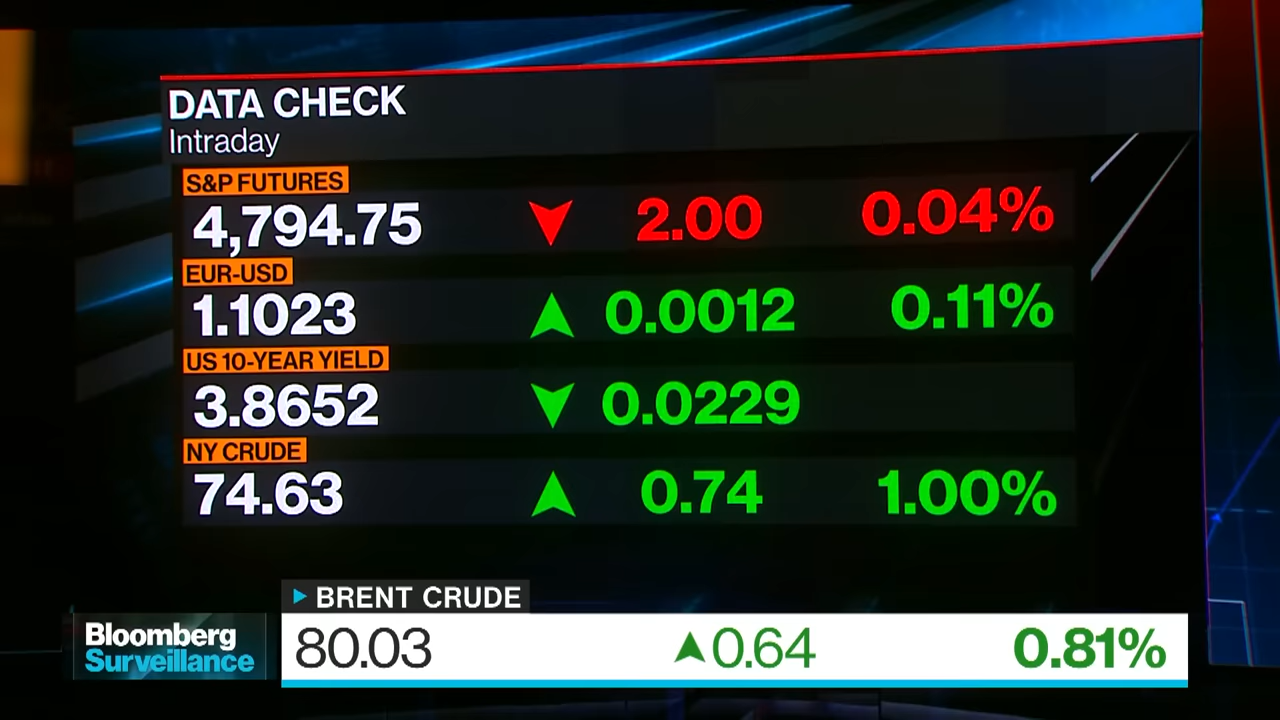 DATA CHECK
Intraday
S&P FUTURES
4,794.75 ▼ 2.00 0.04%
EUR-USD
1.1023 ▲ 0.0012 0.11%
US 10-YEAR YIELD
3.8652 ▼ 0.0229
NY CRUDE
74.63 ▲ 0.74 1.00%
BRENT CRUDE
80.03 ▲ 0.64 0.81%
Bloomberg
Surveillance